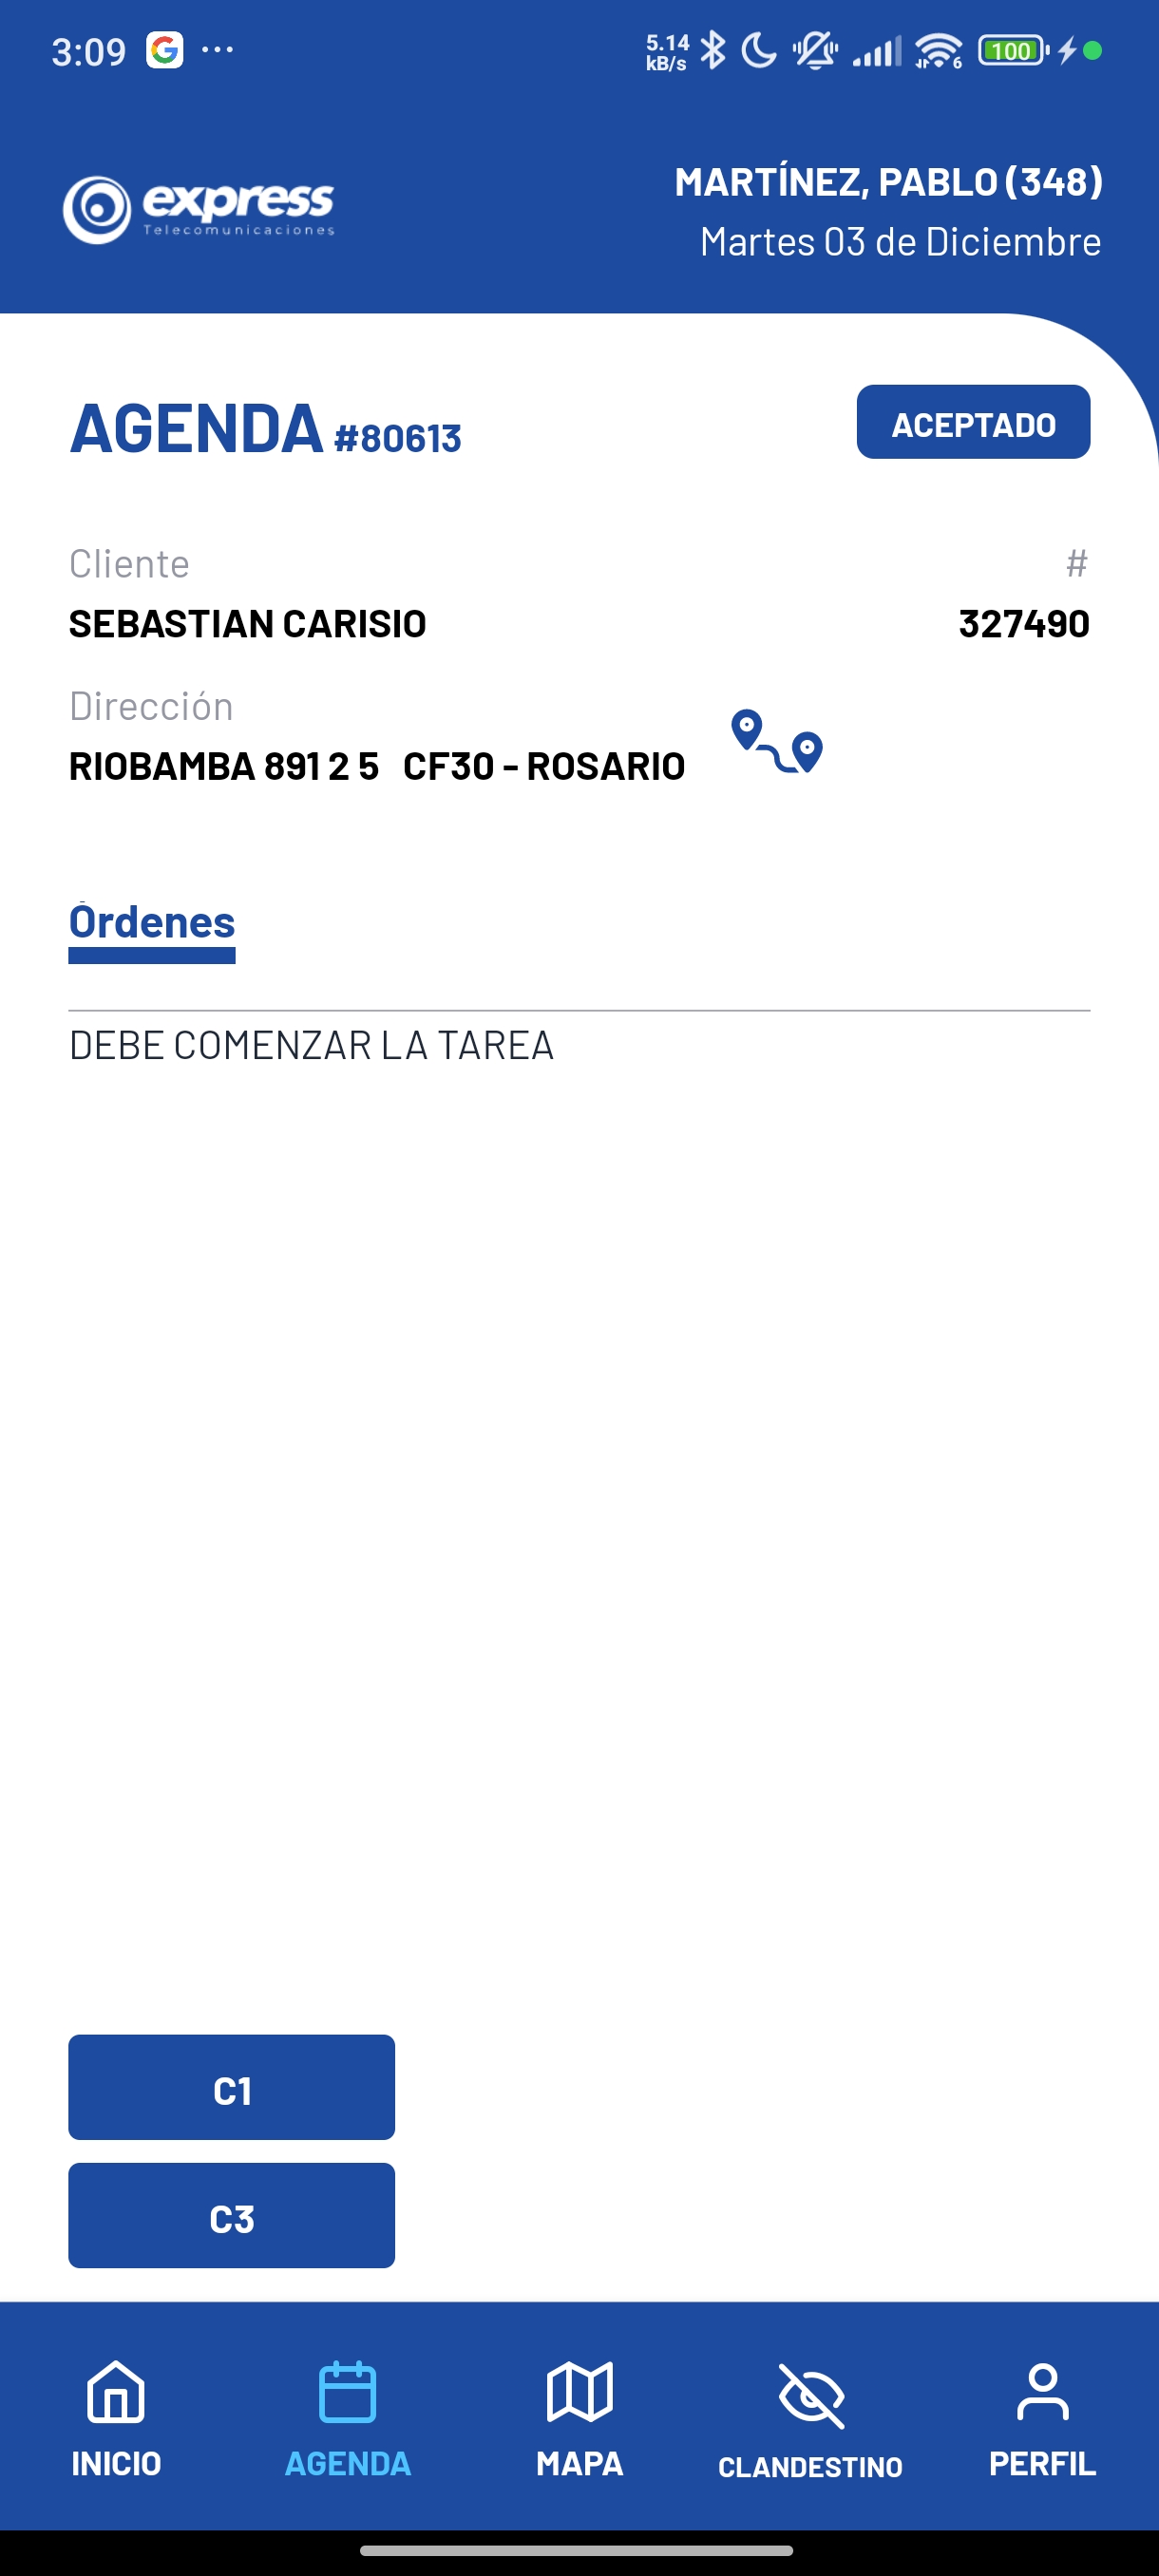 3:09
5.14
kB/s
6
100
express
Telecomunicaciones
MARTÍNEZ, PABLO (348)
Martes 03 de Diciembre
AGENDA #80613
ACEPTADO
Cliente #
SEBASTIAN CARISIO 327490
Dirección
RIOBAMBA 891 2 5 CF30 - ROSARIO
Órdenes
DEBE COMENZAR LA TAREA
C1
C3
INICIO AGENDA MAPA CLANDESTINO PERFIL